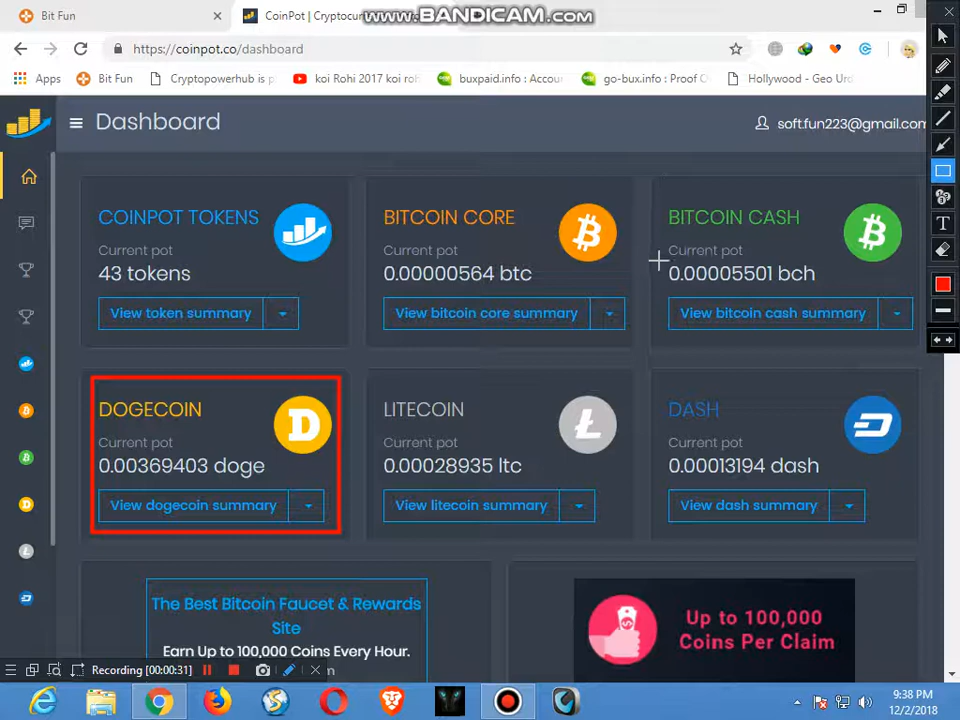 Bit Fun
CoinPot | Cryptocur
www.BANDICAM.com
https://coinpot.co/dashboard
Apps
Bit Fun
Cryptopowerhub is p
koi Rohi 2017 koi ro
buxpaid.info : Accou
go-bux.info : Proof O
Hollywood - Geo Urd
Dashboard
soft.fun223@gmail.com
COINPOT TOKENS
Current pot
43 tokens
View token summary
BITCOIN CORE
Current pot
0.00000564 btc
View bitcoin core summary
BITCOIN CASH
Current pot
0.00005501 bch
View bitcoin cash summary
DOGECOIN
Current pot
0.00369403 doge
View dogecoin summary
LITECOIN
Current pot
0.00028935 ltc
View litecoin summary
DASH
Current pot
0.00013194 dash
View dash summary
The Best Bitcoin Faucet & Rewards
Site
Earn Up to 100,000 Coins Every Hour.
Up to 100,000
Coins Per Claim
Recording [00:00:31]
9:38 PM
12/2/2018